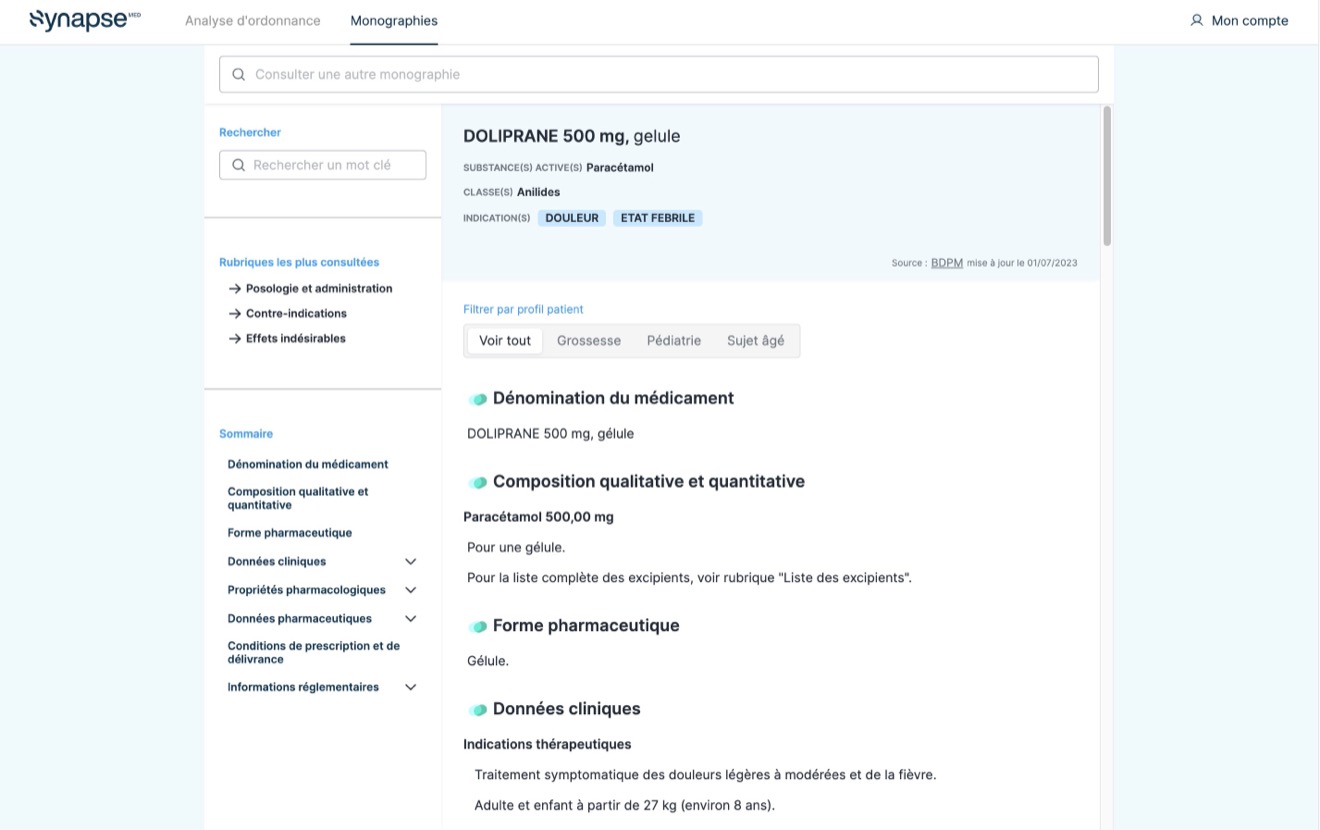 Synapse MED
Analyse d'ordonnance
Monographies
Mon compte
Consulter une autre monographie
Rechercher
Rechercher un mot clé
Rubriques les plus consultées
→ Posologie et administration
→ Contre-indications
→ Effets indésirables
Sommaire
Dénomination du médicament
Composition qualitative et
quantitative
Forme pharmaceutique
Données cliniques
Propriétés pharmacologiques
Données pharmaceutiques
Conditions de prescription et de
délivrance
Informations réglementaires
DOLIPRANE 500 mg, gelule
SUBSTANCE(S) ACTIVE(S) Paracétamol
CLASSE(S) Anilides
INDICATION(S) DOULEUR ETAT FEBRILE
Source : BDPM mise à jour le 01/07/2023
Filtrer par profil patient
Voir tout Grossesse Pédiatrie Sujet âgé
Dénomination du médicament
DOLIPRANE 500 mg, gélule
Composition qualitative et quantitative
Paracétamol 500,00 mg
Pour une gélule.
Pour la liste complète des excipients, voir rubrique "Liste des excipients".
Forme pharmaceutique
Gélule.
Données cliniques
Indications thérapeutiques
Traitement symptomatique des douleurs légères à modérées et de la fièvre.
Adulte et enfant à partir de 27 kg (environ 8 ans).